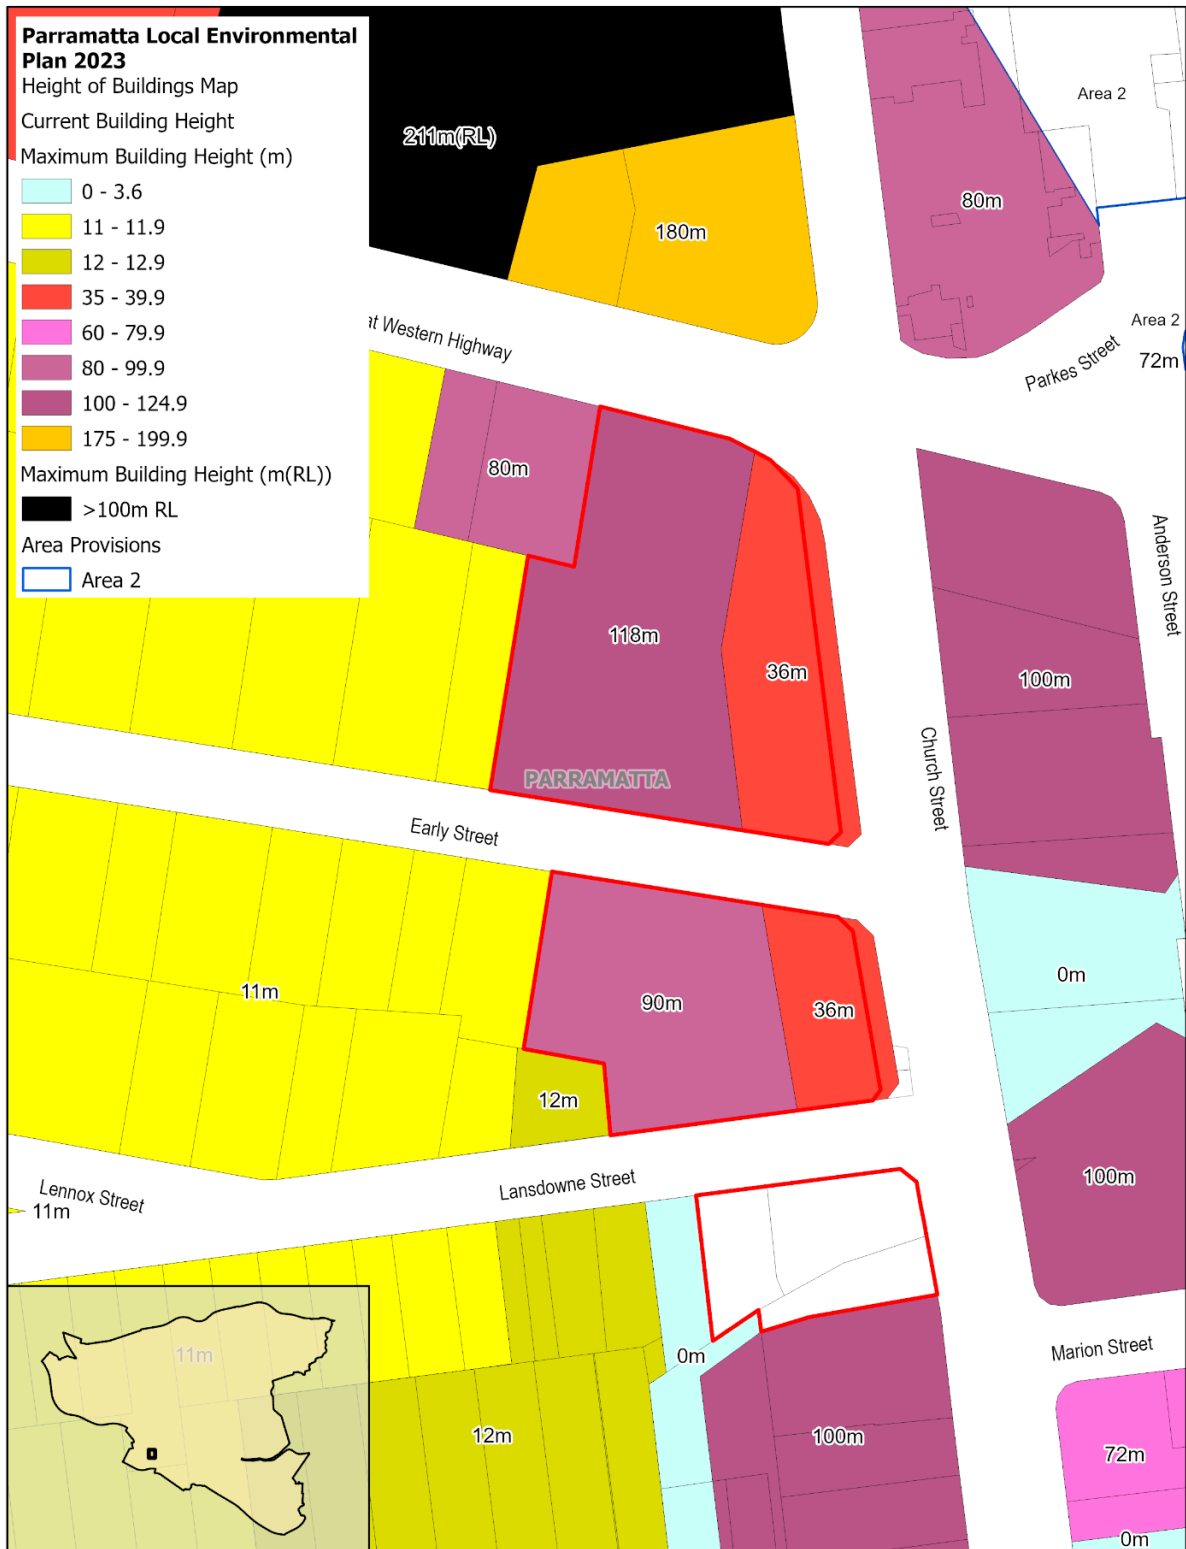 Parramatta Local Environmental
Plan 2023
Height of Buildings Map
Current Building Height
Maximum Building Height (m)
0 - 3.6
11 - 11.9
12 - 12.9
35 - 39.9
60 - 79.9
80 - 99.9
100 - 124.9
175 - 199.9
Maximum Building Height (m(RL))
>100m RL
Area Provisions
Area 2
211m(RL)
180m
80m
Area 2
Area 2
72m
Parkes Street
Western Highway
80m
118m
36m
100m
Anderson Street
Church Street
PARRAMATTA
Early Street
11m
90m
36m
0m
12m
100m
Lennox Street
11m
Lansdowne Street
0m
12m
100m
Marion Street
72m
0m
11m